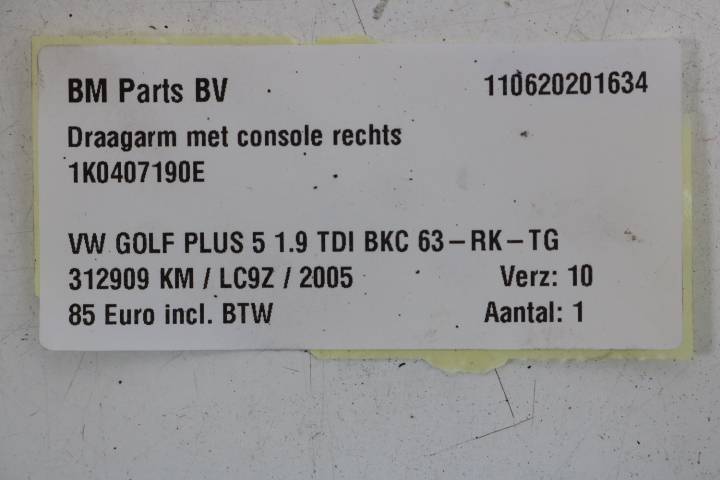 BM Parts BV 110620201634
Draagarm met console rechts
1K0407190E
VW GOLF PLUS 5 1.9 TDI BKC 63-RK-TG
312909 KM / LC9Z / 2005 Verz: 10
85 Euro incl. BTW Aantal: 1